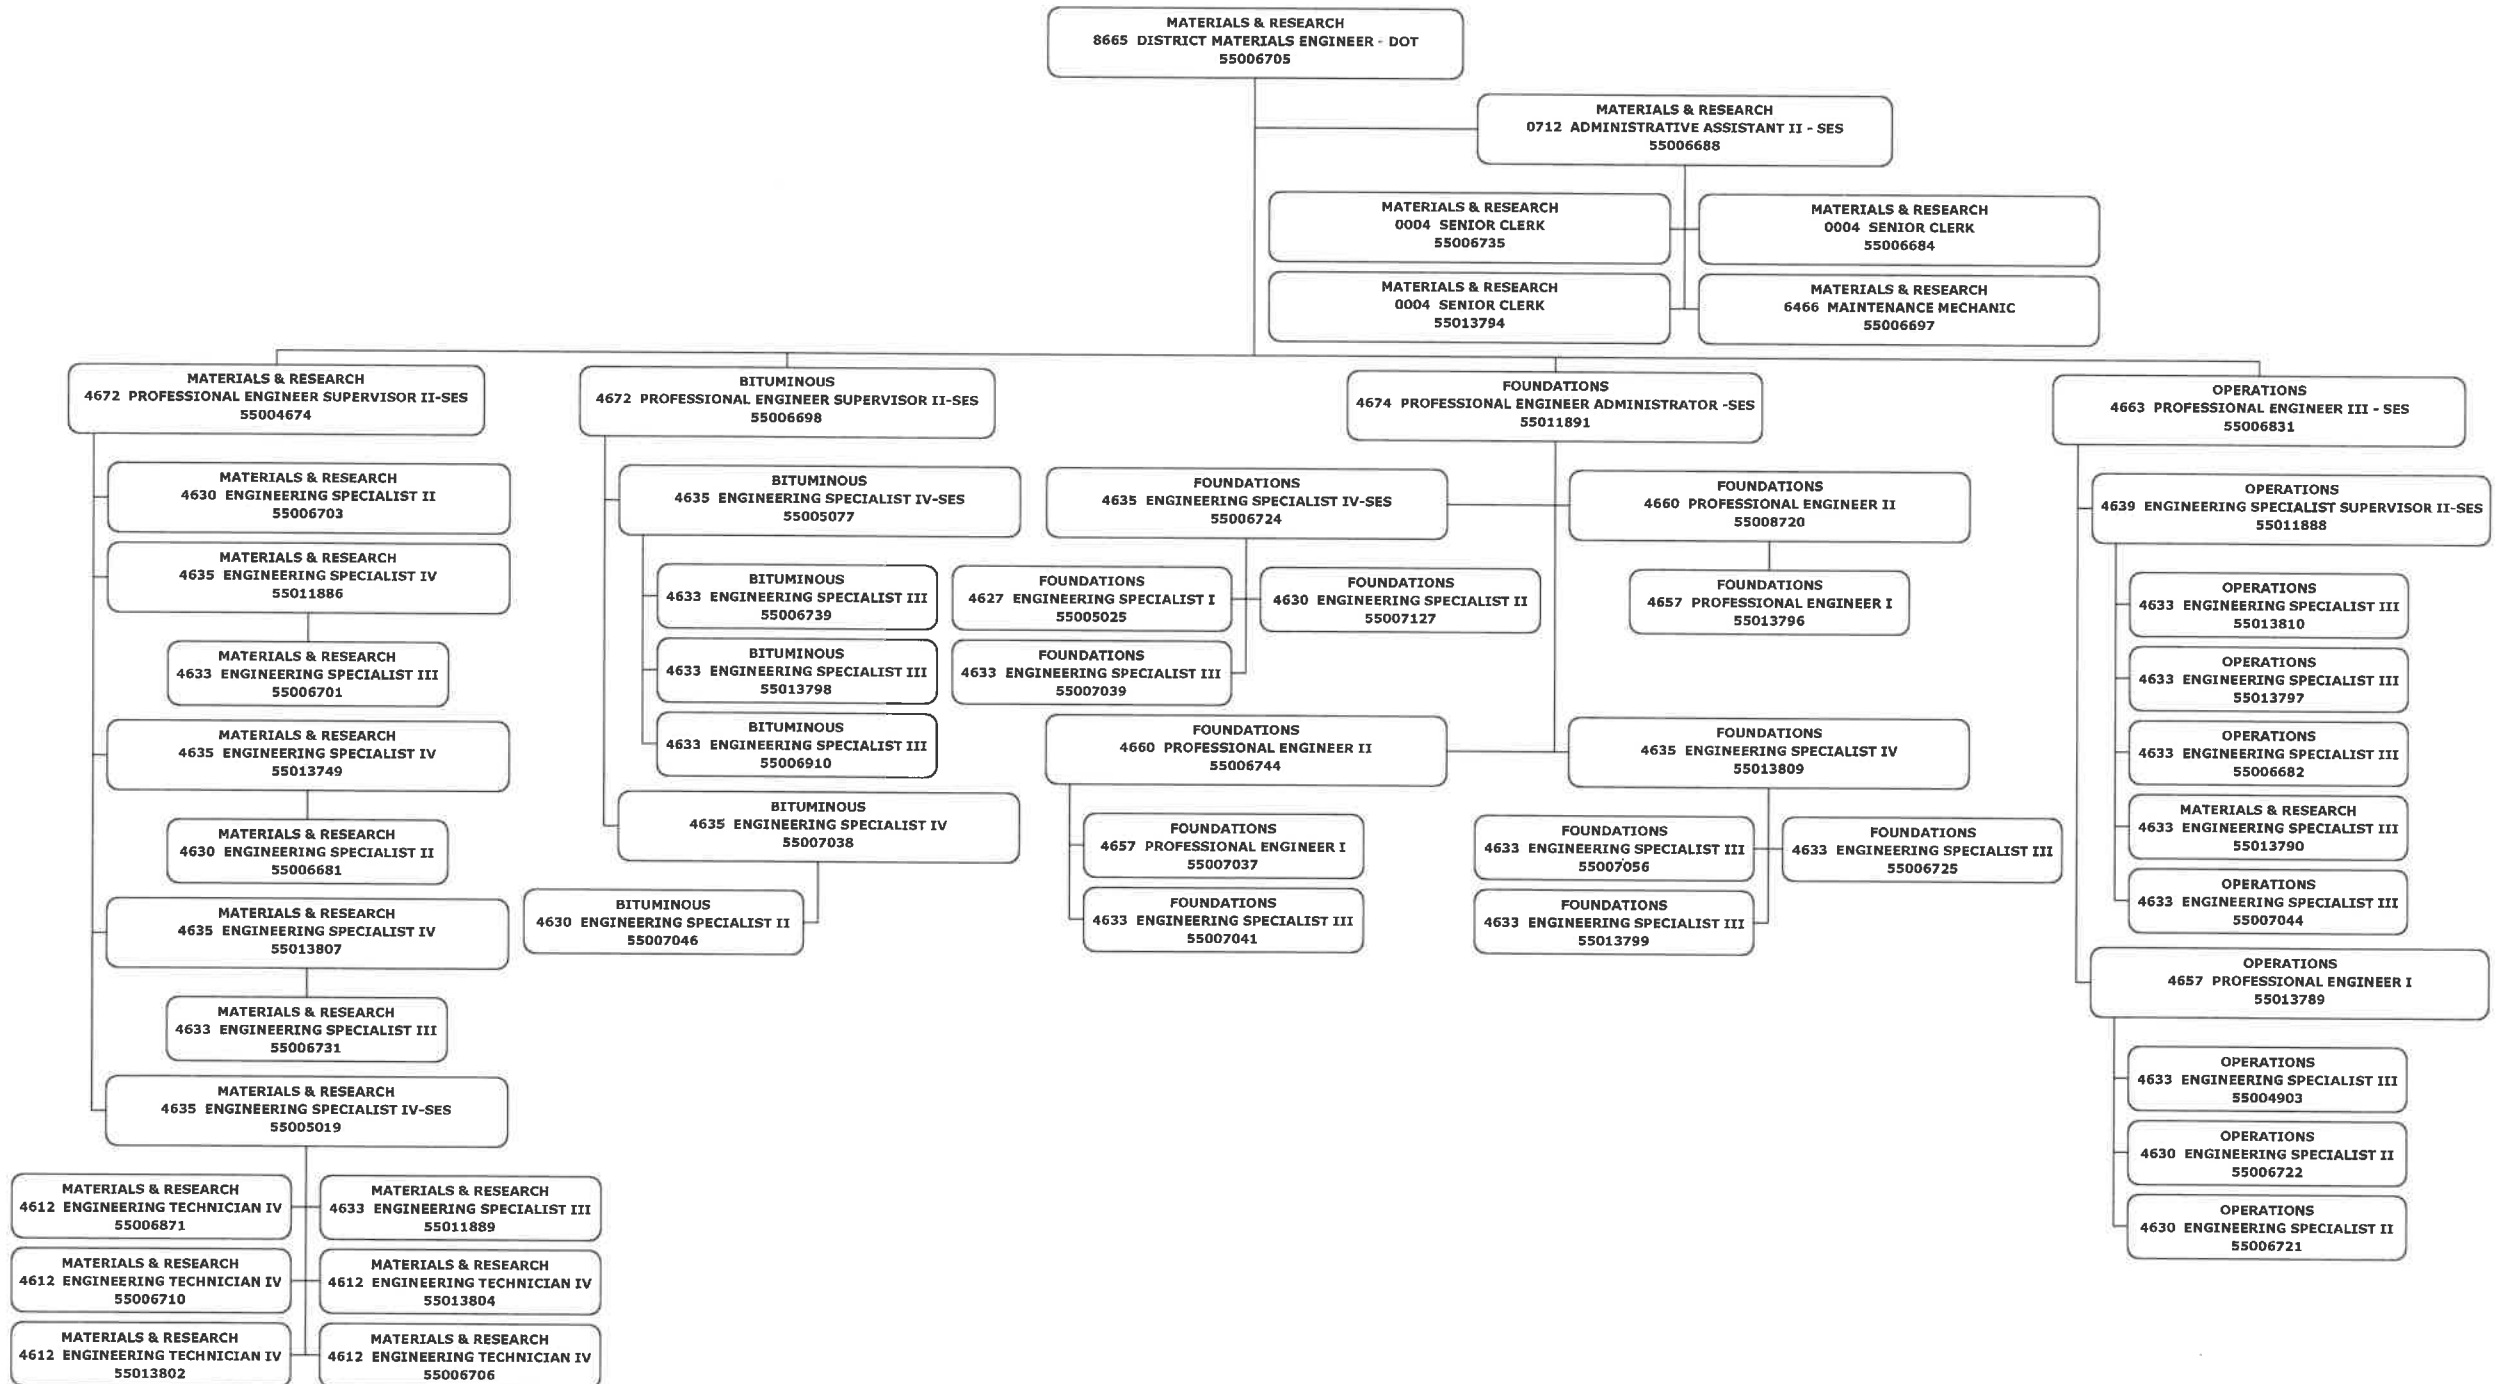 MATERIALS & RESEARCH
8665 DISTRICT MATERIALS ENGINEER - DOT
55006705
MATERIALS & RESEARCH
0712 ADMINISTRATIVE ASSISTANT II - SES
55006688
MATERIALS & RESEARCH
0004 SENIOR CLERK
55006735
MATERIALS & RESEARCH
0004 SENIOR CLERK
55006684
MATERIALS & RESEARCH
0004 SENIOR CLERK
55013794
MATERIALS & RESEARCH
6466 MAINTENANCE MECHANIC
55006697
MATERIALS & RESEARCH
4672 PROFESSIONAL ENGINEER SUPERVISOR II-SES
55004674
MATERIALS & RESEARCH
4630 ENGINEERING SPECIALIST II
55006703
MATERIALS & RESEARCH
4635 ENGINEERING SPECIALIST IV
55011886
MATERIALS & RESEARCH
4633 ENGINEERING SPECIALIST III
55006701
MATERIALS & RESEARCH
4635 ENGINEERING SPECIALIST IV
55013749
MATERIALS & RESEARCH
4630 ENGINEERING SPECIALIST II
55006681
MATERIALS & RESEARCH
4635 ENGINEERING SPECIALIST IV
55013807
MATERIALS & RESEARCH
4633 ENGINEERING SPECIALIST III
55006731
MATERIALS & RESEARCH
4635 ENGINEERING SPECIALIST IV-SES
55005019
MATERIALS & RESEARCH
4612 ENGINEERING TECHNICIAN IV
55006871
MATERIALS & RESEARCH
4633 ENGINEERING SPECIALIST III
55011889
MATERIALS & RESEARCH
4612 ENGINEERING TECHNICIAN IV
55006710
MATERIALS & RESEARCH
4612 ENGINEERING TECHNICIAN IV
55013804
MATERIALS & RESEARCH
4612 ENGINEERING TECHNICIAN IV
55013802
MATERIALS & RESEARCH
4612 ENGINEERING TECHNICIAN IV
55006706
BITUMINOUS
4672 PROFESSIONAL ENGINEER SUPERVISOR II-SES
55006698
BITUMINOUS
4635 ENGINEERING SPECIALIST IV-SES
55005077
BITUMINOUS
4633 ENGINEERING SPECIALIST III
55006739
BITUMINOUS
4633 ENGINEERING SPECIALIST III
55013798
BITUMINOUS
4633 ENGINEERING SPECIALIST III
55006910
BITUMINOUS
4635 ENGINEERING SPECIALIST IV
55007038
BITUMINOUS
4630 ENGINEERING SPECIALIST II
55007046
FOUNDATIONS
4674 PROFESSIONAL ENGINEER ADMINISTRATOR -SES
55011891
FOUNDATIONS
4635 ENGINEERING SPECIALIST IV-SES
55006724
FOUNDATIONS
4660 PROFESSIONAL ENGINEER II
55008720
FOUNDATIONS
4627 ENGINEERING SPECIALIST I
55005025
FOUNDATIONS
4630 ENGINEERING SPECIALIST II
55007127
FOUNDATIONS
4657 PROFESSIONAL ENGINEER I
55013796
FOUNDATIONS
4633 ENGINEERING SPECIALIST III
55007039
FOUNDATIONS
4660 PROFESSIONAL ENGINEER II
55006744
FOUNDATIONS
4635 ENGINEERING SPECIALIST IV
55013809
FOUNDATIONS
4657 PROFESSIONAL ENGINEER I
55007037
FOUNDATIONS
4633 ENGINEERING SPECIALIST III
55007041
FOUNDATIONS
4633 ENGINEERING SPECIALIST III
55007056
FOUNDATIONS
4633 ENGINEERING SPECIALIST III
55006725
FOUNDATIONS
4633 ENGINEERING SPECIALIST III
55013799
OPERATIONS
4663 PROFESSIONAL ENGINEER III - SES
55006831
OPERATIONS
4639 ENGINEERING SPECIALIST SUPERVISOR II-SES
55011888
OPERATIONS
4633 ENGINEERING SPECIALIST III
55013810
OPERATIONS
4633 ENGINEERING SPECIALIST III
55013797
OPERATIONS
4633 ENGINEERING SPECIALIST III
55006682
MATERIALS & RESEARCH
4633 ENGINEERING SPECIALIST III
55013790
OPERATIONS
4633 ENGINEERING SPECIALIST III
55007044
OPERATIONS
4657 PROFESSIONAL ENGINEER I
55013789
OPERATIONS
4633 ENGINEERING SPECIALIST III
55004903
OPERATIONS
4630 ENGINEERING SPECIALIST II
55006722
OPERATIONS
4630 ENGINEERING SPECIALIST II
55006721